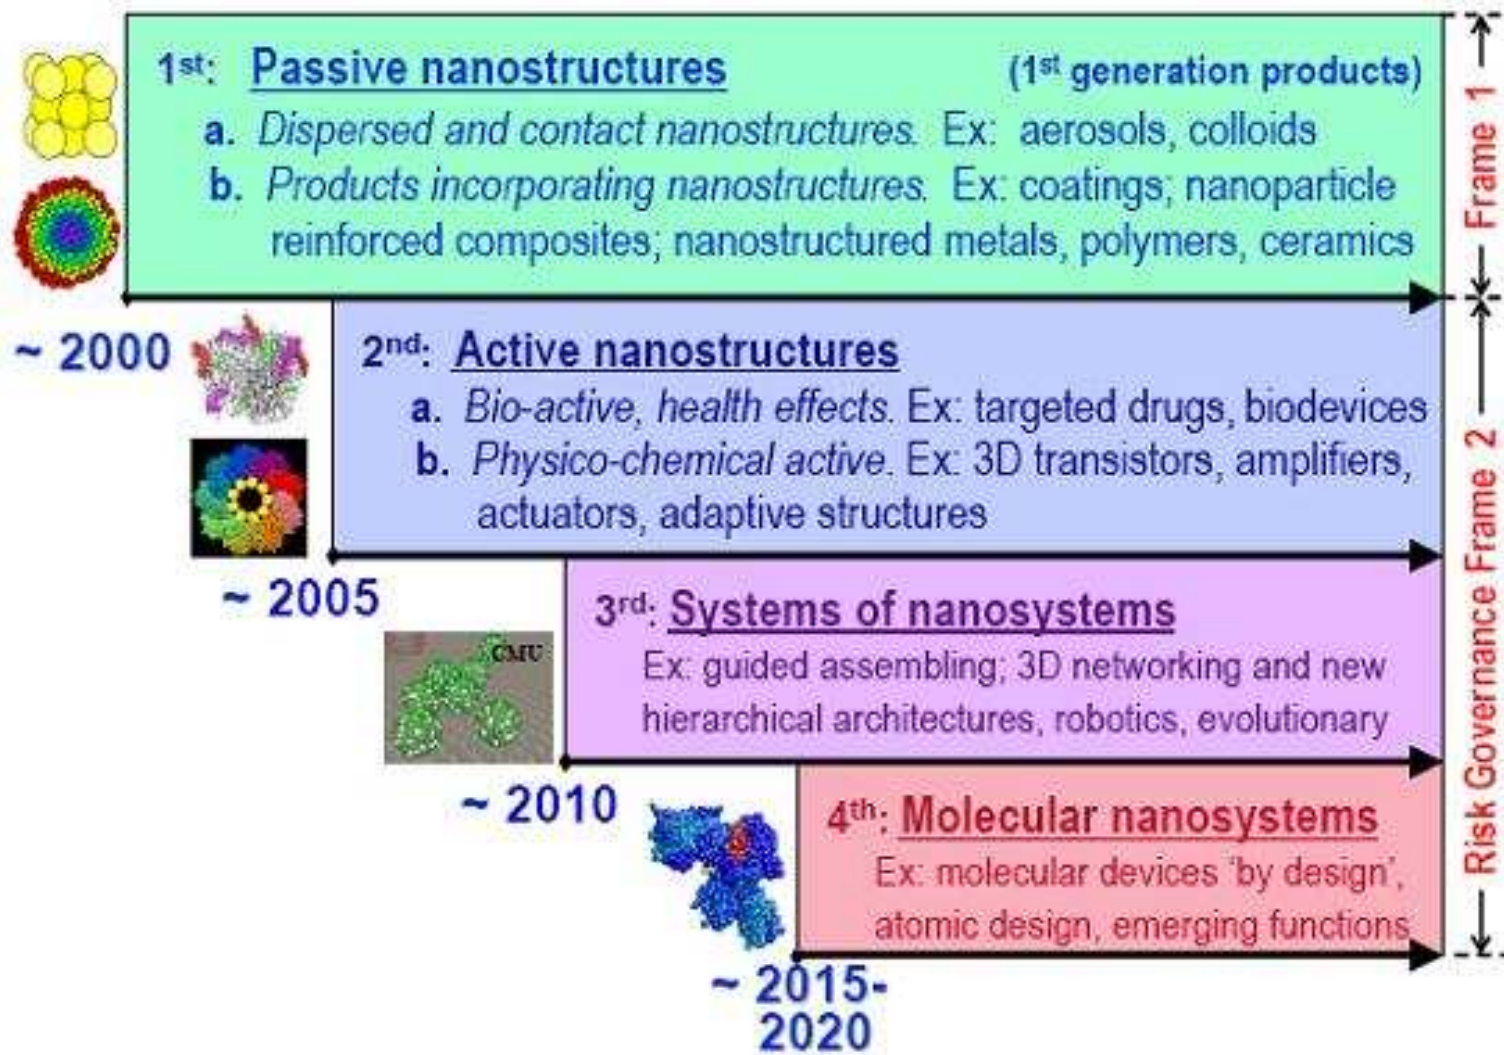 1st: Passive nanostructures (1st generation products)
a. Dispersed and contact nanostructures. Ex: aerosols, colloids
b. Products incorporating nanostructures. Ex: coatings; nanoparticle
reinforced composites; nanostructured metals, polymers, ceramics
~ 2000
2nd: Active nanostructures
a. Bio-active, health effects. Ex: targeted drugs, biodevices
b. Physico-chemical active. Ex: 3D transistors, amplifiers,
actuators, adaptive structures
~ 2005
3rd: Systems of nanosystems
Ex: guided assembling; 3D networking and new
hierarchical architectures, robotics, evolutionary
CMU
~ 2010
4th: Molecular nanosystems
Ex: molecular devices ‘by design’,
atomic design, emerging functions
~ 2015-
2020
Frame 1
Risk Governance Frame 2